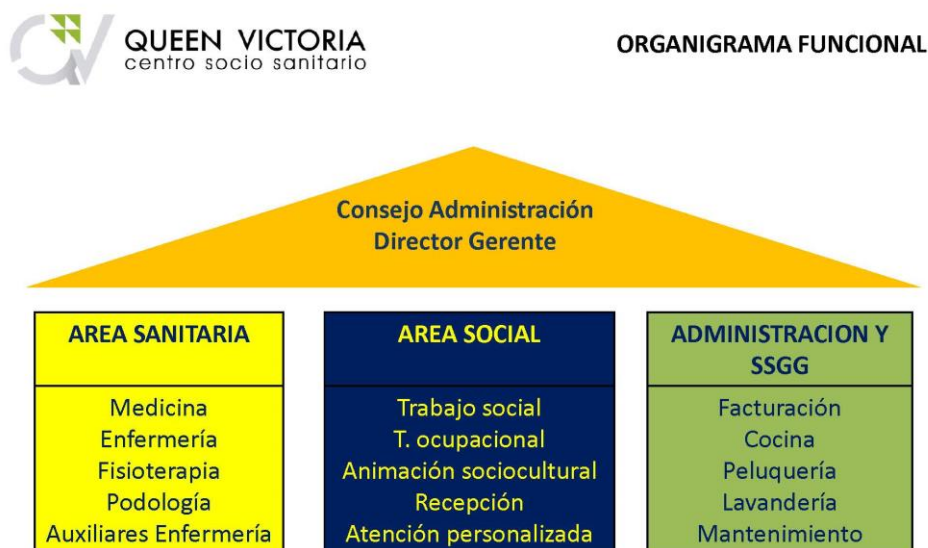 QUEEN VICTORIA
centro socio sanitario
ORGANIGRAMA FUNCIONAL
Consejo Administración
Director Gerente
AREA SANITARIA
Medicina
Enfermería
Fisioterapia
Podología
Auxiliares Enfermería
AREA SOCIAL
Trabajo social
T. ocupacional
Animación sociocultural
Recepción
Atención personalizada
ADMINISTRACION Y
SSGG
Facturación
Cocina
Peluquería
Lavandería
Mantenimiento